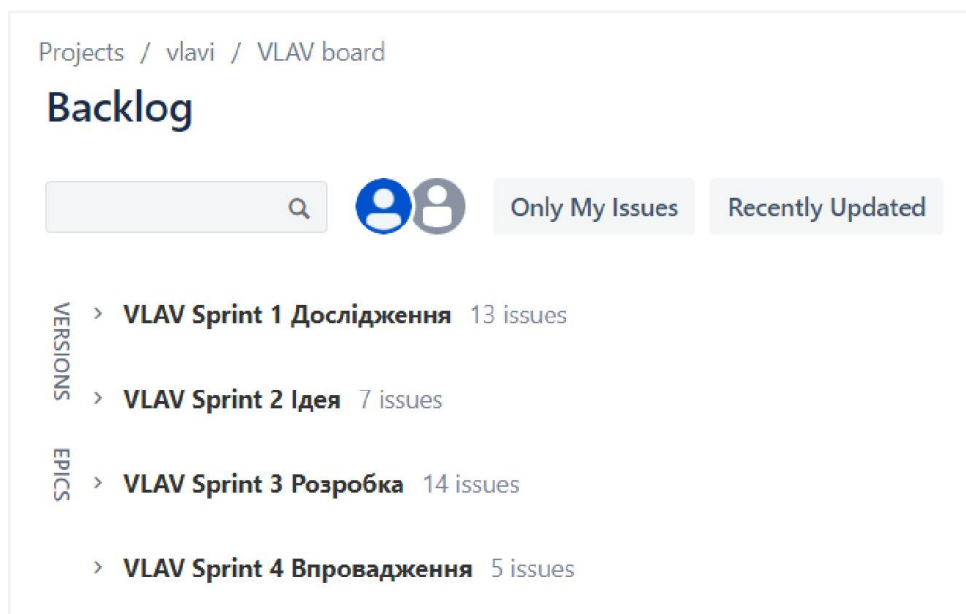 Projects / vlavi / VLAV board
Backlog
Only My Issues Recently Updated
VERSIONS
VLAV Sprint 1 Дослідження 13 issues
VLAV Sprint 2 Ідея 7 issues
EPICS
VLAV Sprint 3 Розробка 14 issues
VLAV Sprint 4 Впровадження 5 issues